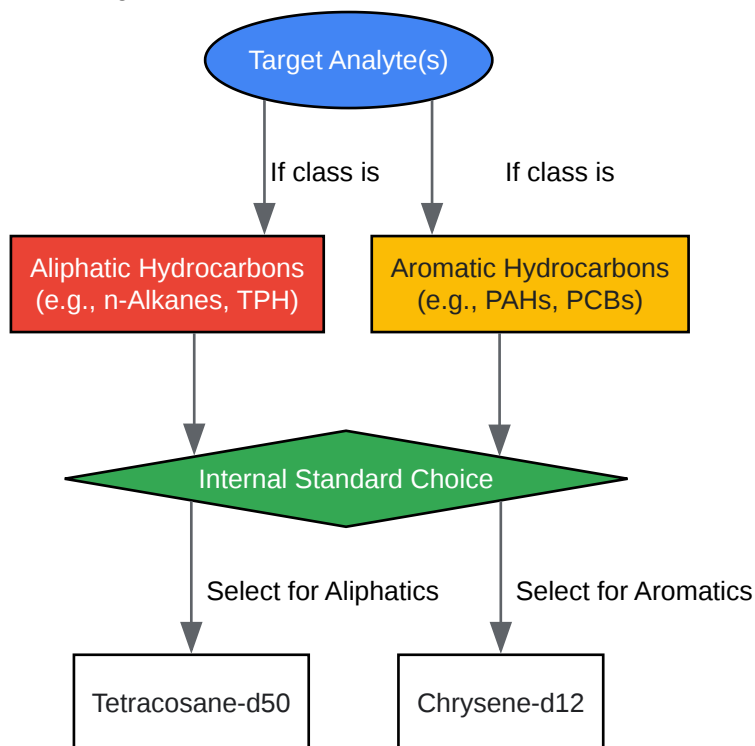 Target Analyte(s)
If class is
If class is
Aliphatic Hydrocarbons
(e.g., n-Alkanes, TPH)
Aromatic Hydrocarbons
(e.g., PAHs, PCBs)
Internal Standard Choice
Select for Aliphatics
Select for Aromatics
Tetracosane-d50
Chrysene-d12